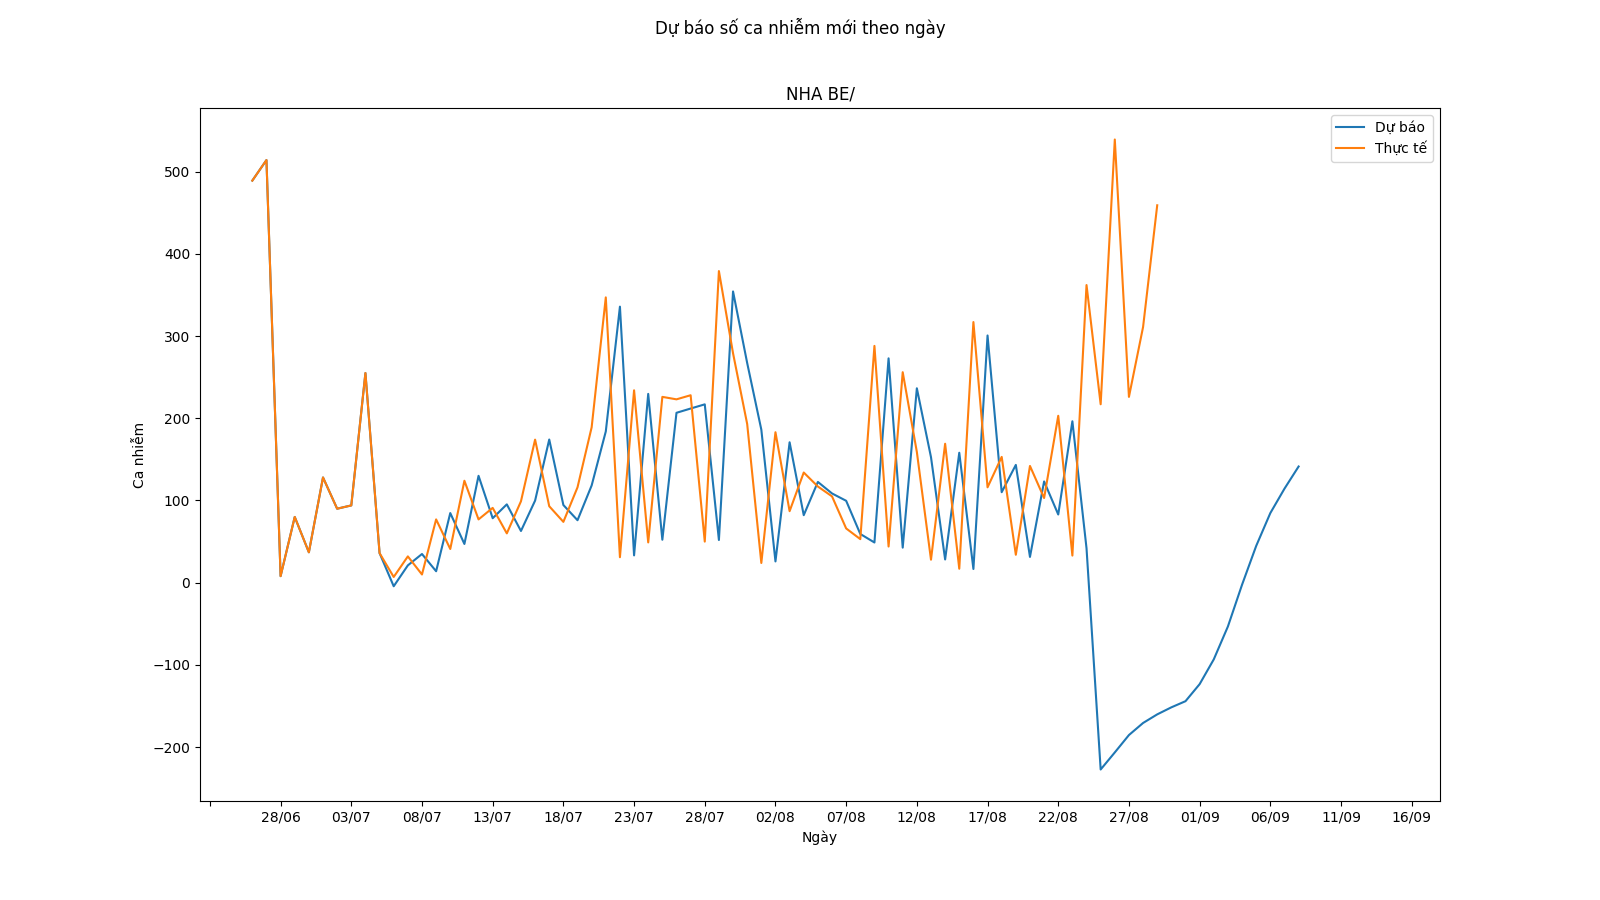 Dự báo số ca nhiễm mới theo ngày
NHA BE/
Dự báo
Thực tế
500
400
300
200
100
0
−100
−200
Ca nhiễm
28/06 03/07 08/07 13/07 18/07 23/07 28/07 02/08 07/08 12/08 17/08 22/08 27/08 01/09 06/09 11/09 16/09
Ngày